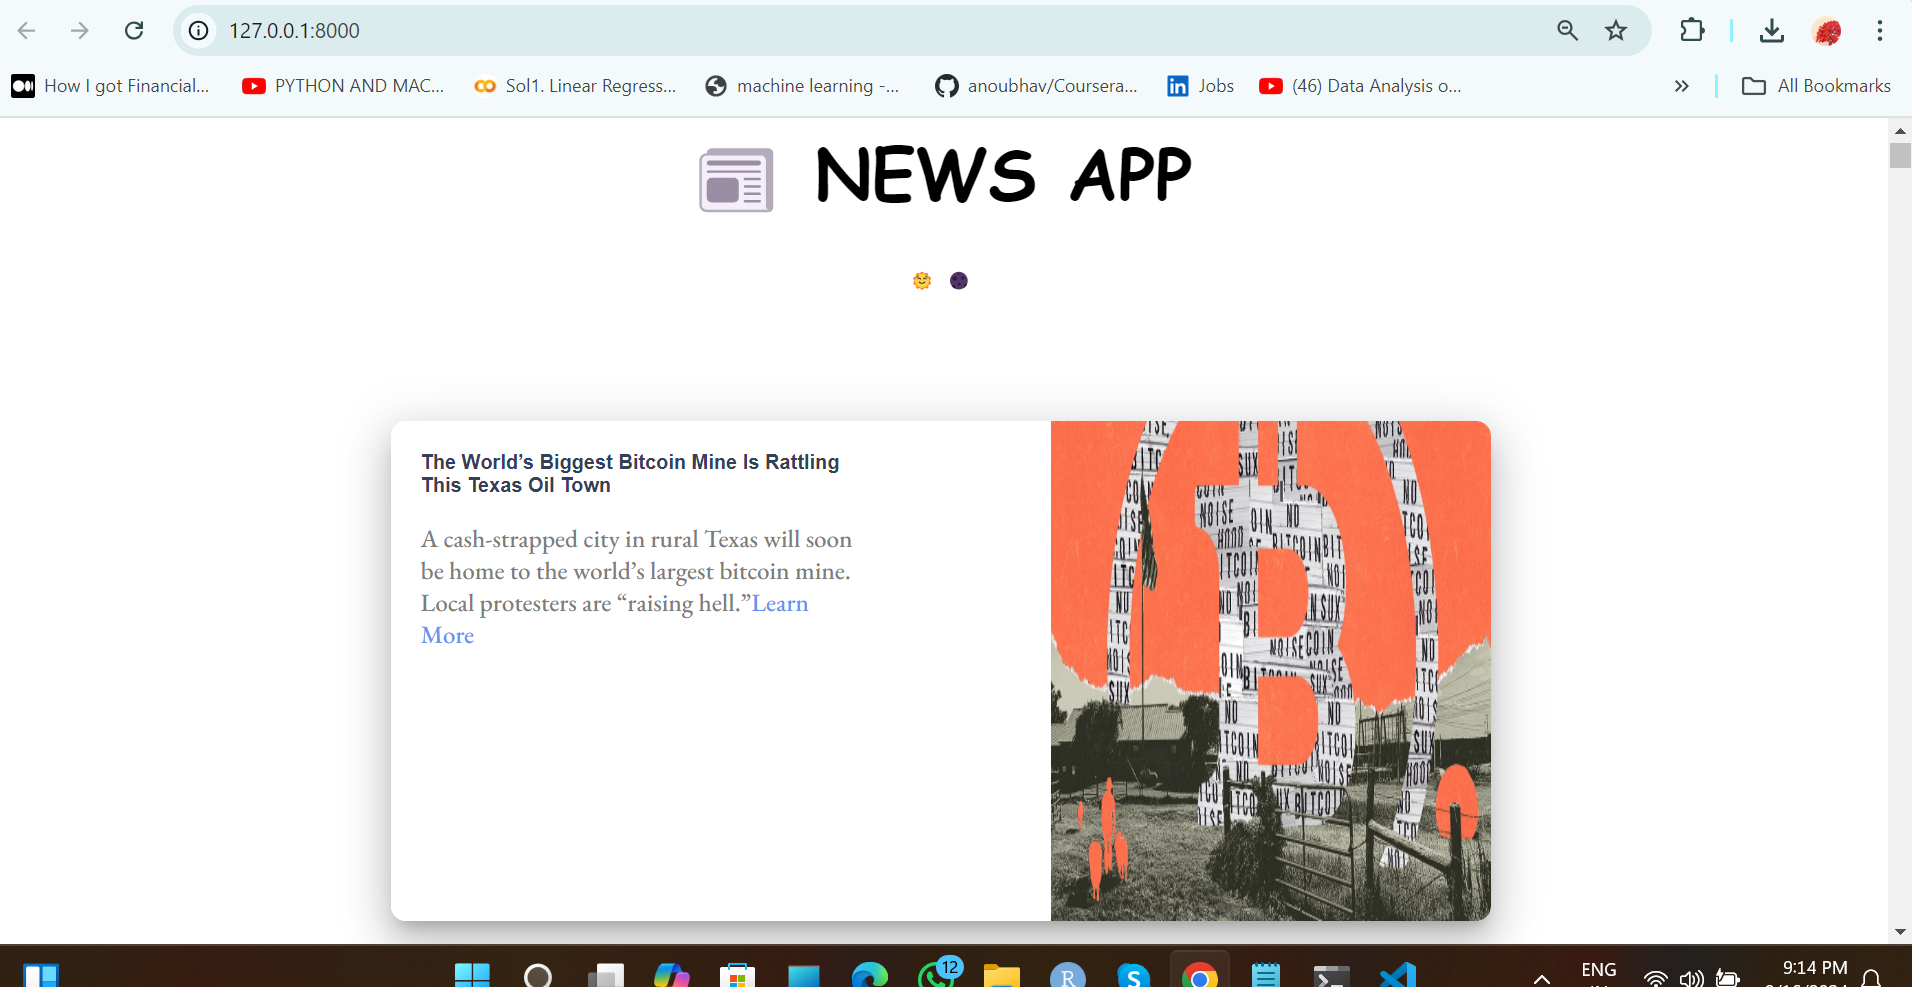 127.0.0.1:8000
How I got Financial...
PYTHON AND MAC...
Sol1. Linear Regress...
machine learning -...
anoubhav/Coursera...
Jobs
(46) Data Analysis o...
All Bookmarks
NEWS APP
The World’s Biggest Bitcoin Mine Is Rattling
This Texas Oil Town
A cash-strapped city in rural Texas will soon
be home to the world’s largest bitcoin mine.
Local protesters are “raising hell.”Learn
More
12
ENG
9:14 PM